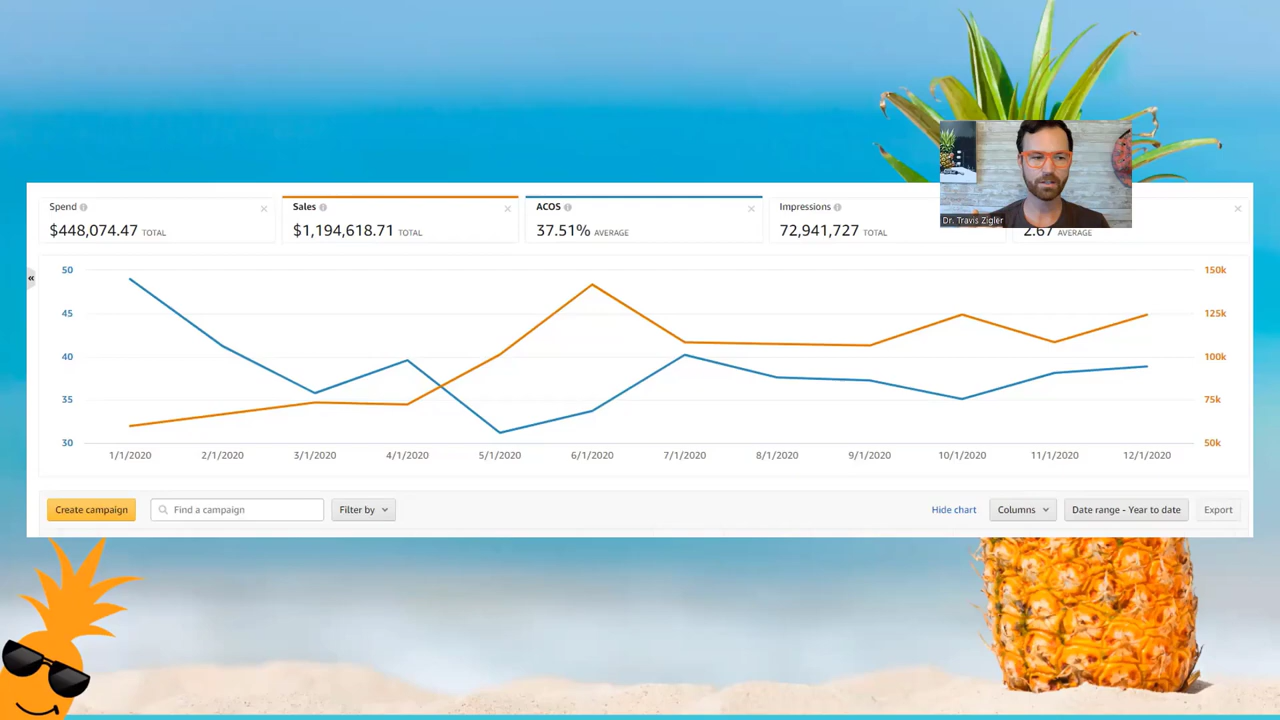 Dr. Travis Zigler
Spend
$448,074.47 TOTAL
Sales
$1,194,618.71 TOTAL
ACOS
37.51% AVERAGE
Impressions
72,941,727 TOTAL
2.67 AVERAGE
«
50
45
40
35
30
150k
125k
100k
75k
50k
1/1/2020 2/1/2020 3/1/2020 4/1/2020 5/1/2020 6/1/2020 7/1/2020 8/1/2020 9/1/2020 10/1/2020 11/1/2020 12/1/2020
Create campaign Find a campaign Filter by Hide chart Columns Date range - Year to date Export